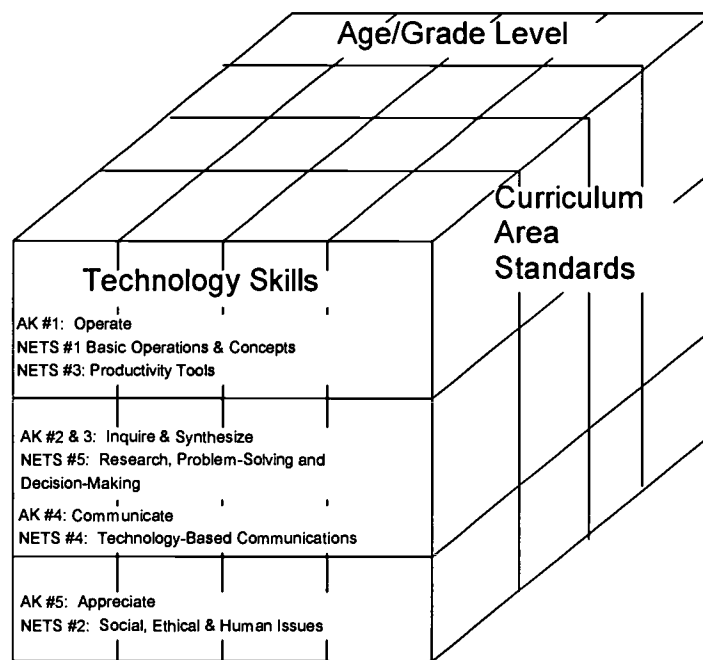 Age/Grade Level
Curriculum
Area
Standards
Technology Skills
AK #1: Operate
NETS #1 Basic Operations & Concepts
NETS #3: Productivity Tools
AK #2 & 3: Inquire & Synthesize
NETS #5: Research, Problem-Solving and
Decision-Making
AK #4: Communicate
NETS #4: Technology-Based Communications
AK #5: Appreciate
NETS #2: Social, Ethical & Human Issues